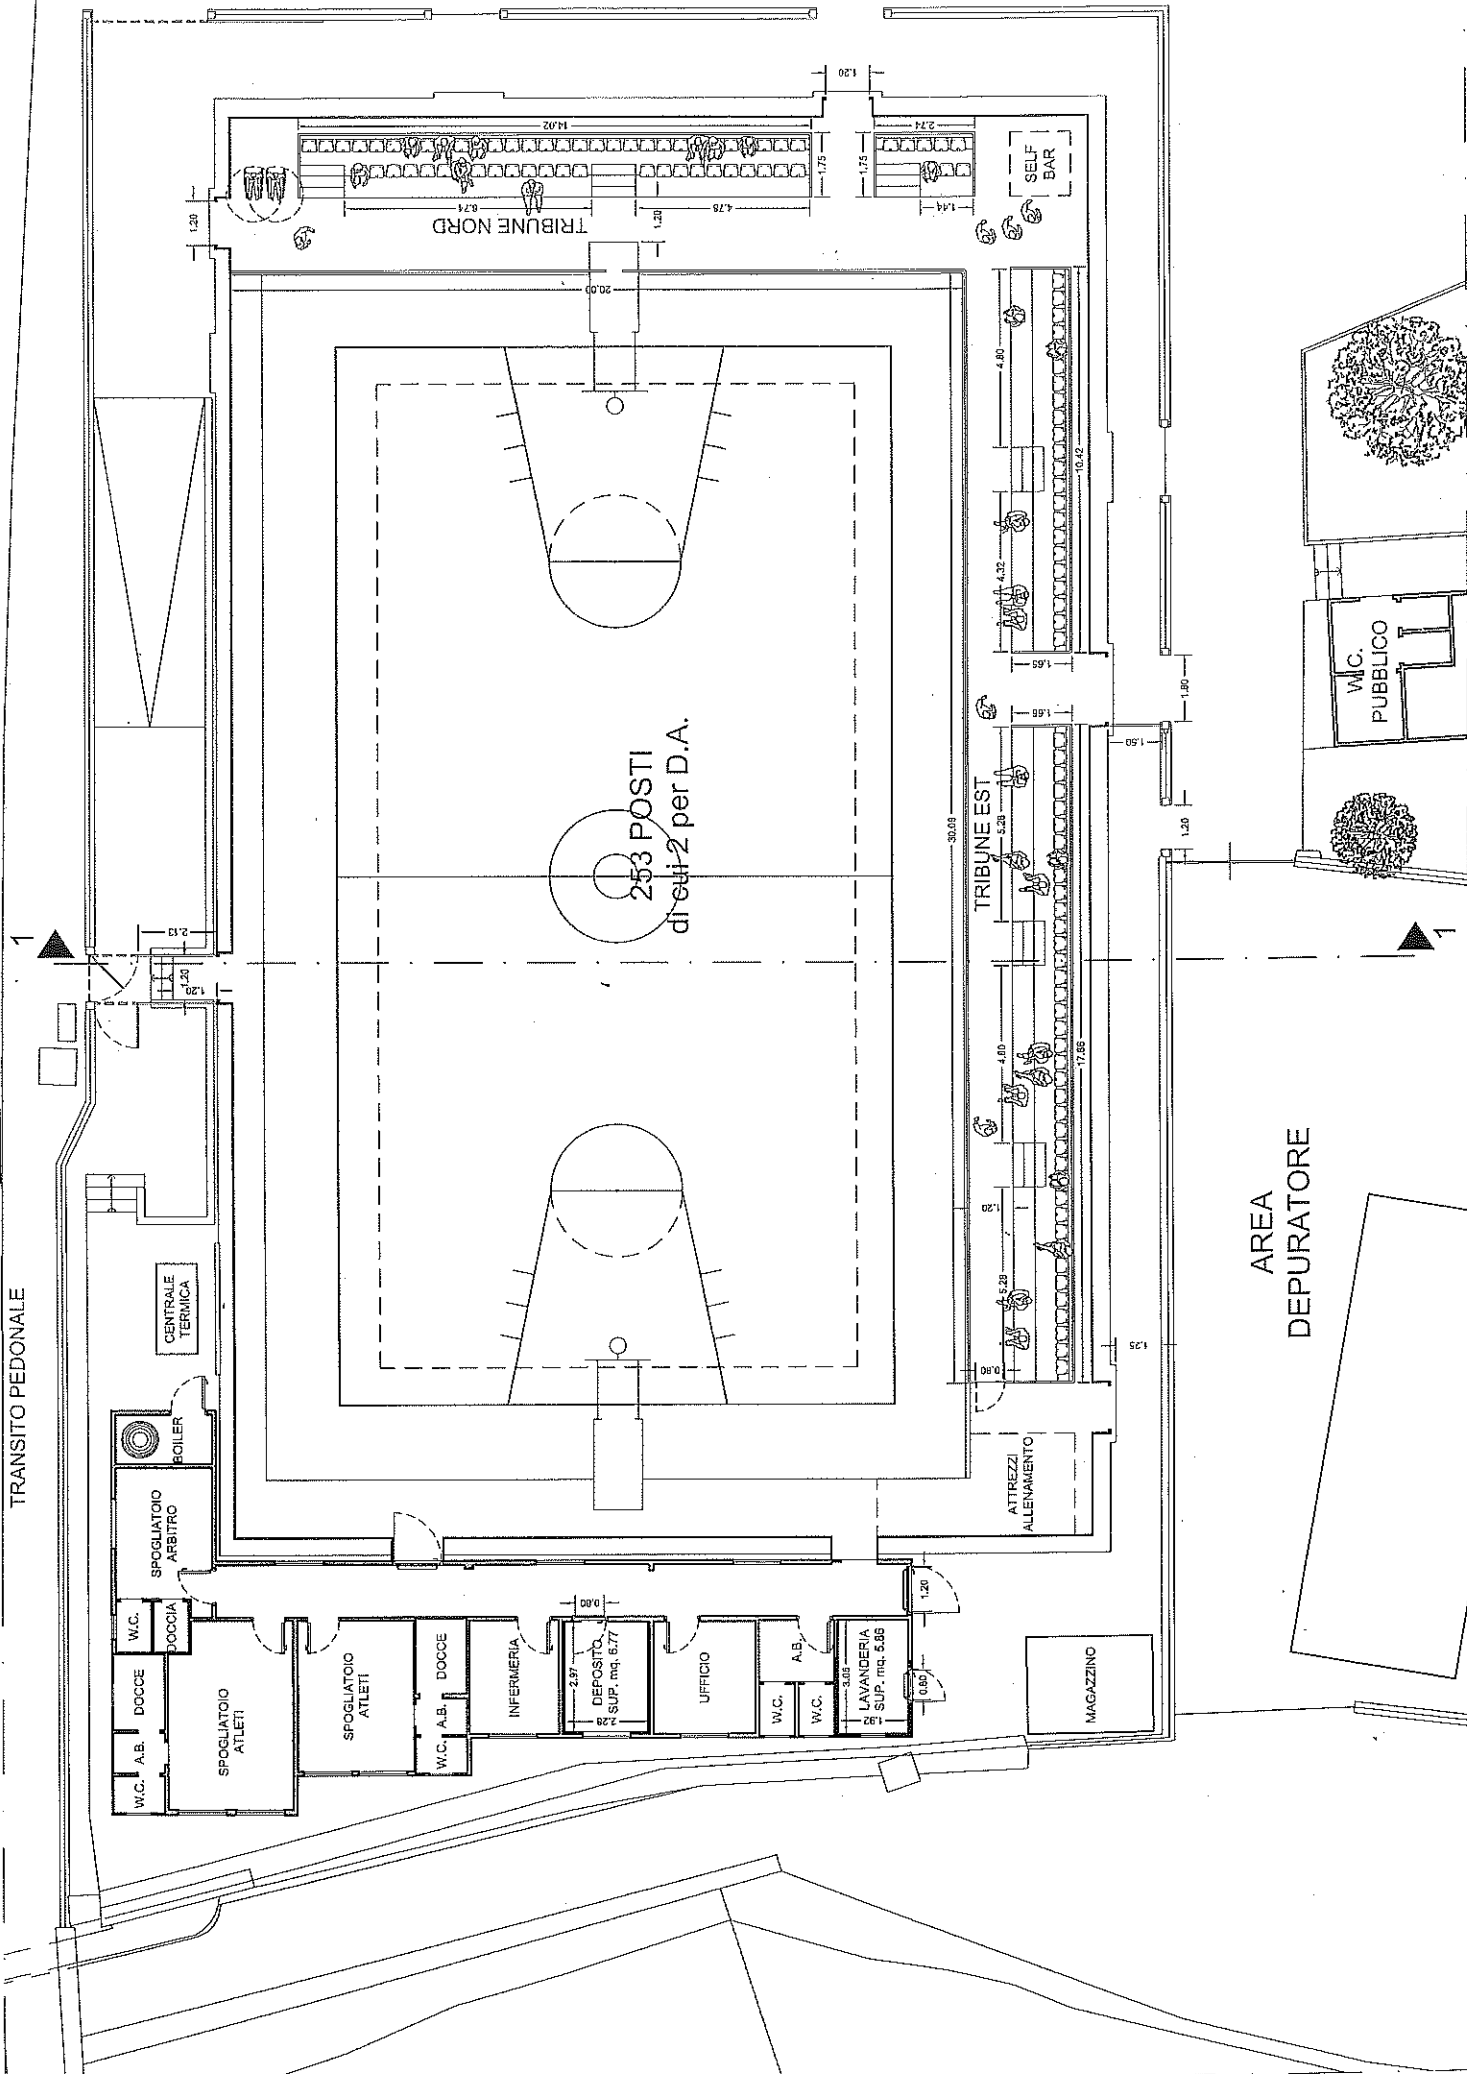 TRANSITO PEDONALE
1
1.20
1.20
14.02
1.75
1.75
2.74
TRIBUNE NORD
6.71
1.20
4.78
1.44
SELF
BAR
20.00
4.80
10.42
4.32
1.65
1.65
1.80
1.50
1.20
W.C.
PUBBLICO
253 POSTI
di cui 2 per D.A.
TRIBUNE EST
5.28
30.09
2.13
1.20
1.20
1
4.80
17.86
1.20
5.28
0.80
1.25
AREA
DEPURATORE
CENTRALE
TERMICA
BOILER
SPOGLIATOIO
ARBITRO
W.C.
DOCCIA
ATTREZZI
ALLENAMENTO
DOCCE
A.B.
W.C.
SPOGLIATOIO
ATLETI
SPOGLIATOIO
ATLETI
DOCCE
A.B.
W.C.
INFERMERIA
0.80
2.97
DEPOSITO
SUP. mq. 6.77
2.28
UFFICIO
A.B.
W.C.
W.C.
3.05
LAVANDERIA
SUP. mq. 5.86
1.92
1.20
0.80
MAGAZZINO